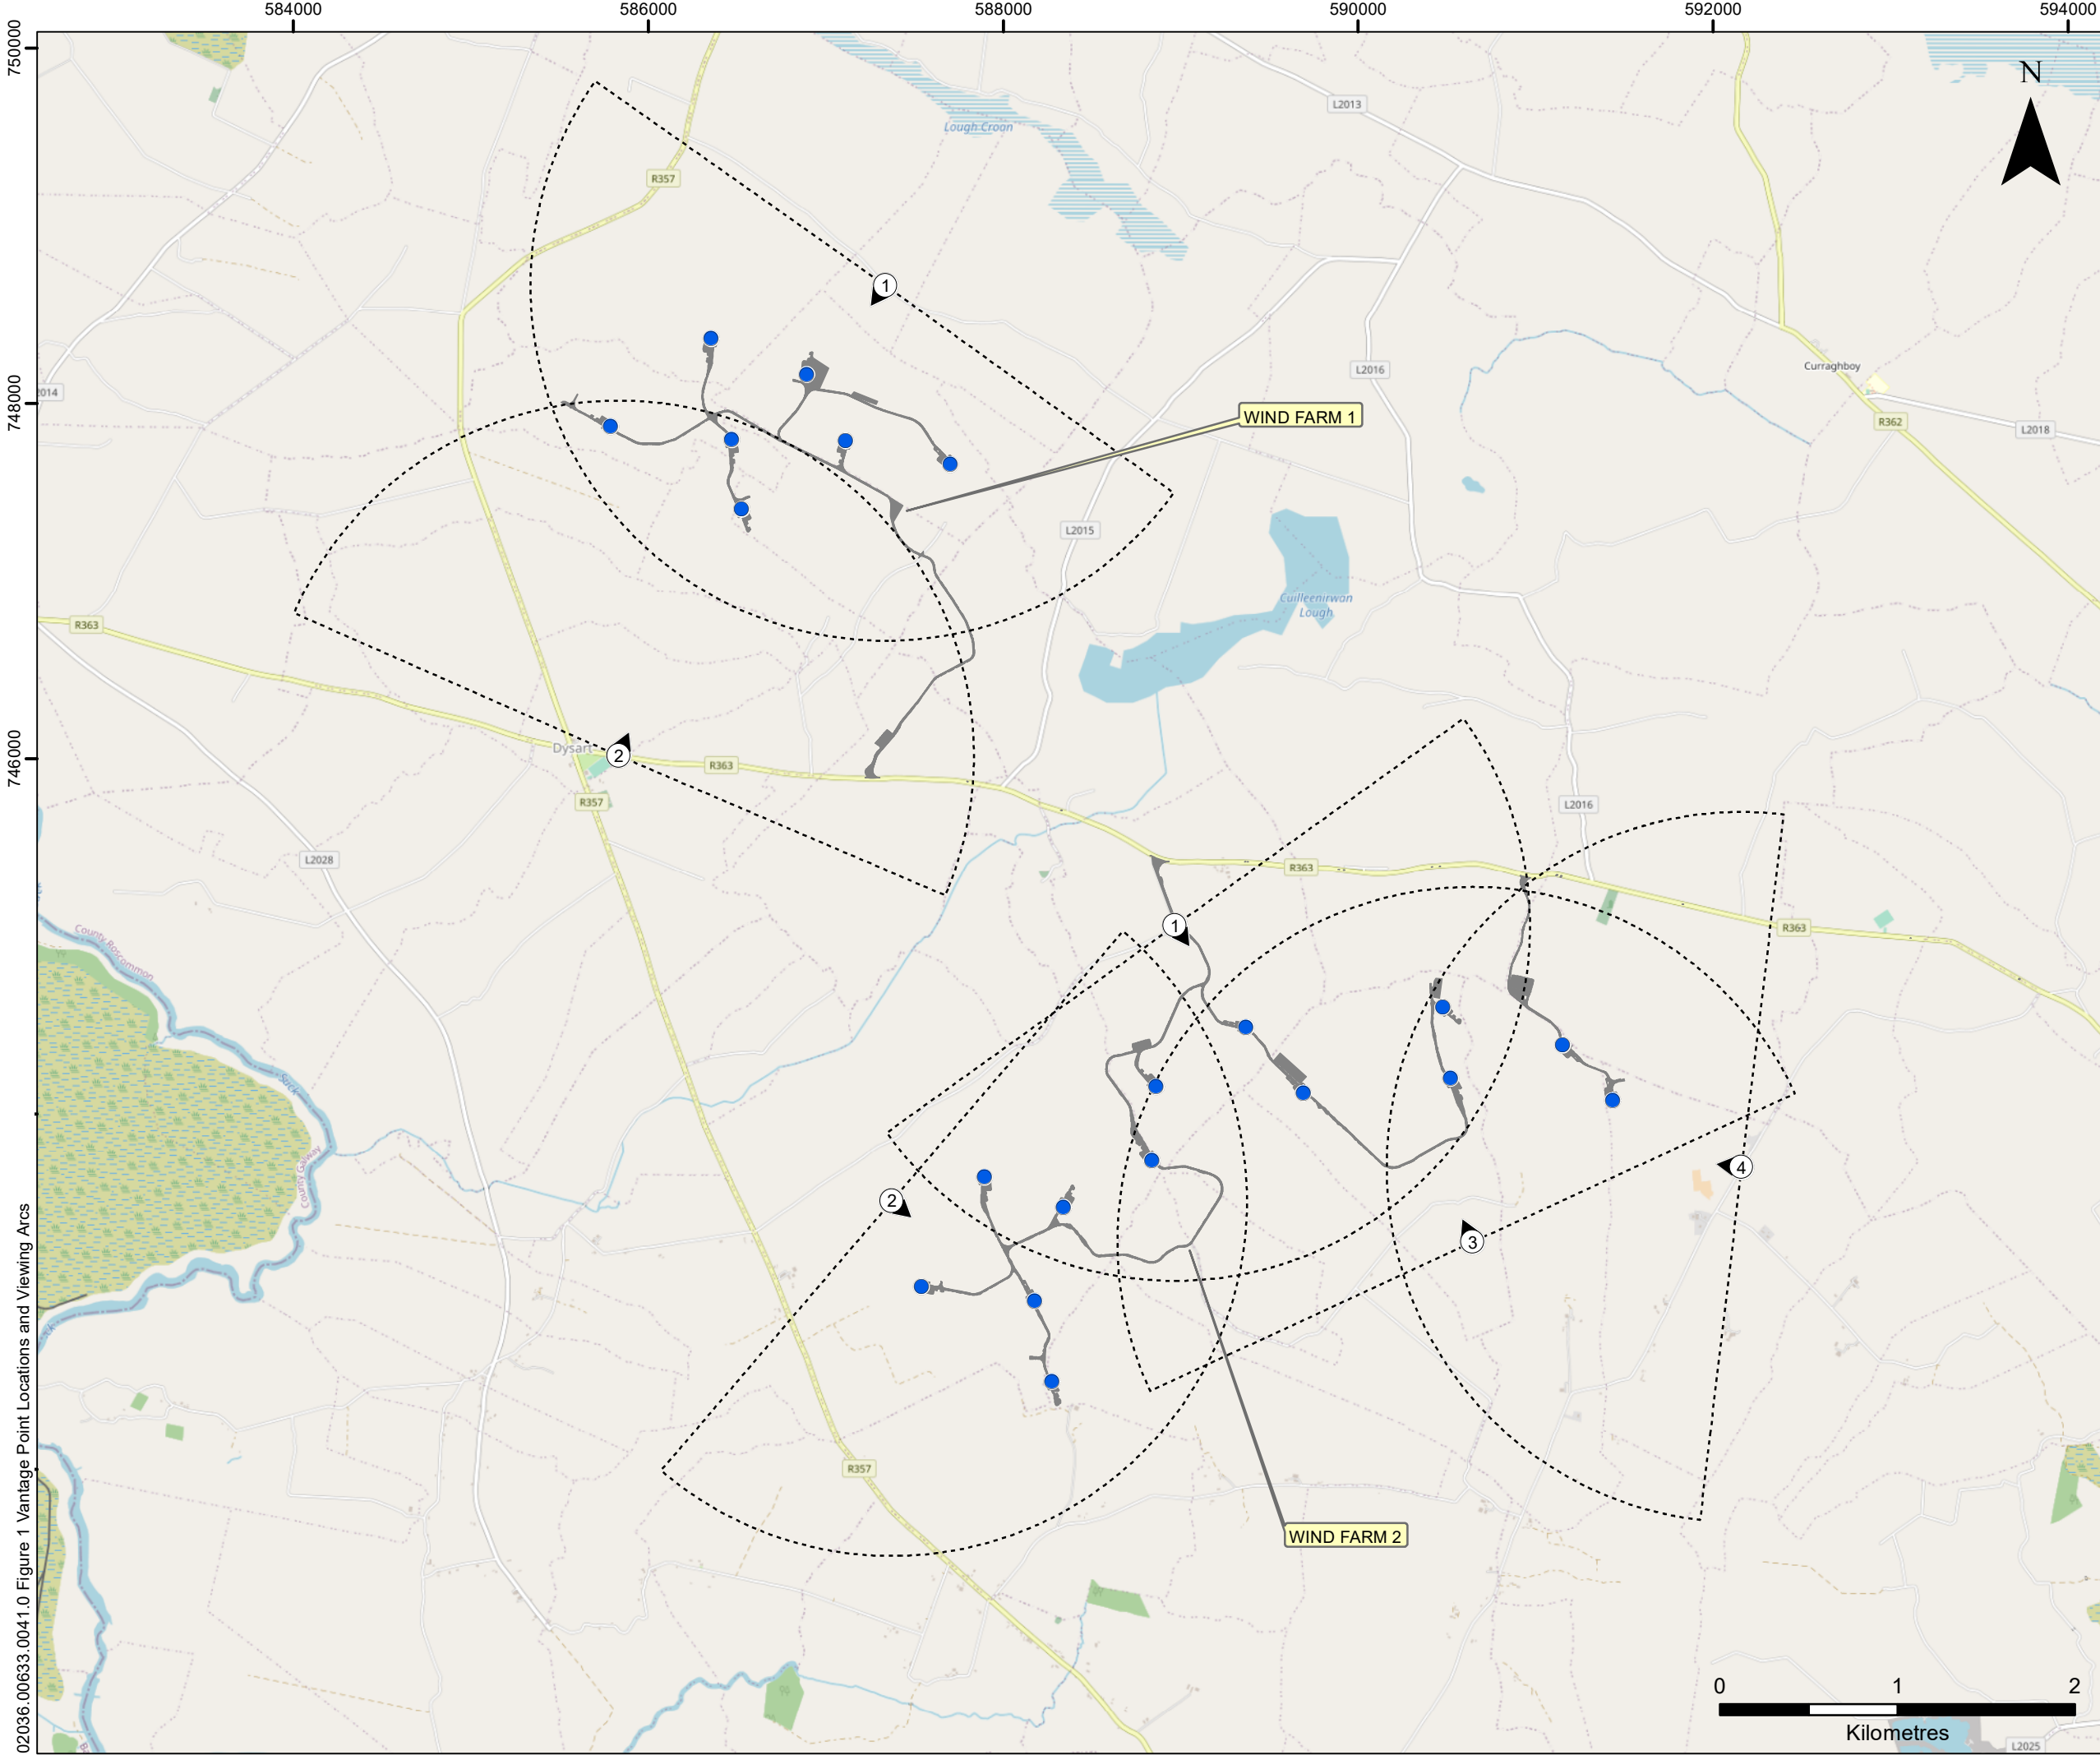 584000
586000
588000
590000
592000
594000
750000
748000
746000
N
L2013
Lough Croan
R357
1
2014
WIND FARM 1
L2016
Curraghboy
R362
L2018
L2015
Cuilleenirwan
Lough
R363
Dysart
2
R363
R357
L2016
L2028
R363
R363
1
County Roscommon
Suck
County Galway
2
4
3
R357
WIND FARM 2
0
1
2
Kilometres
L2025
02036.00633.0041.0 Figure 1 Vantage Point Locations and Viewing Arcs